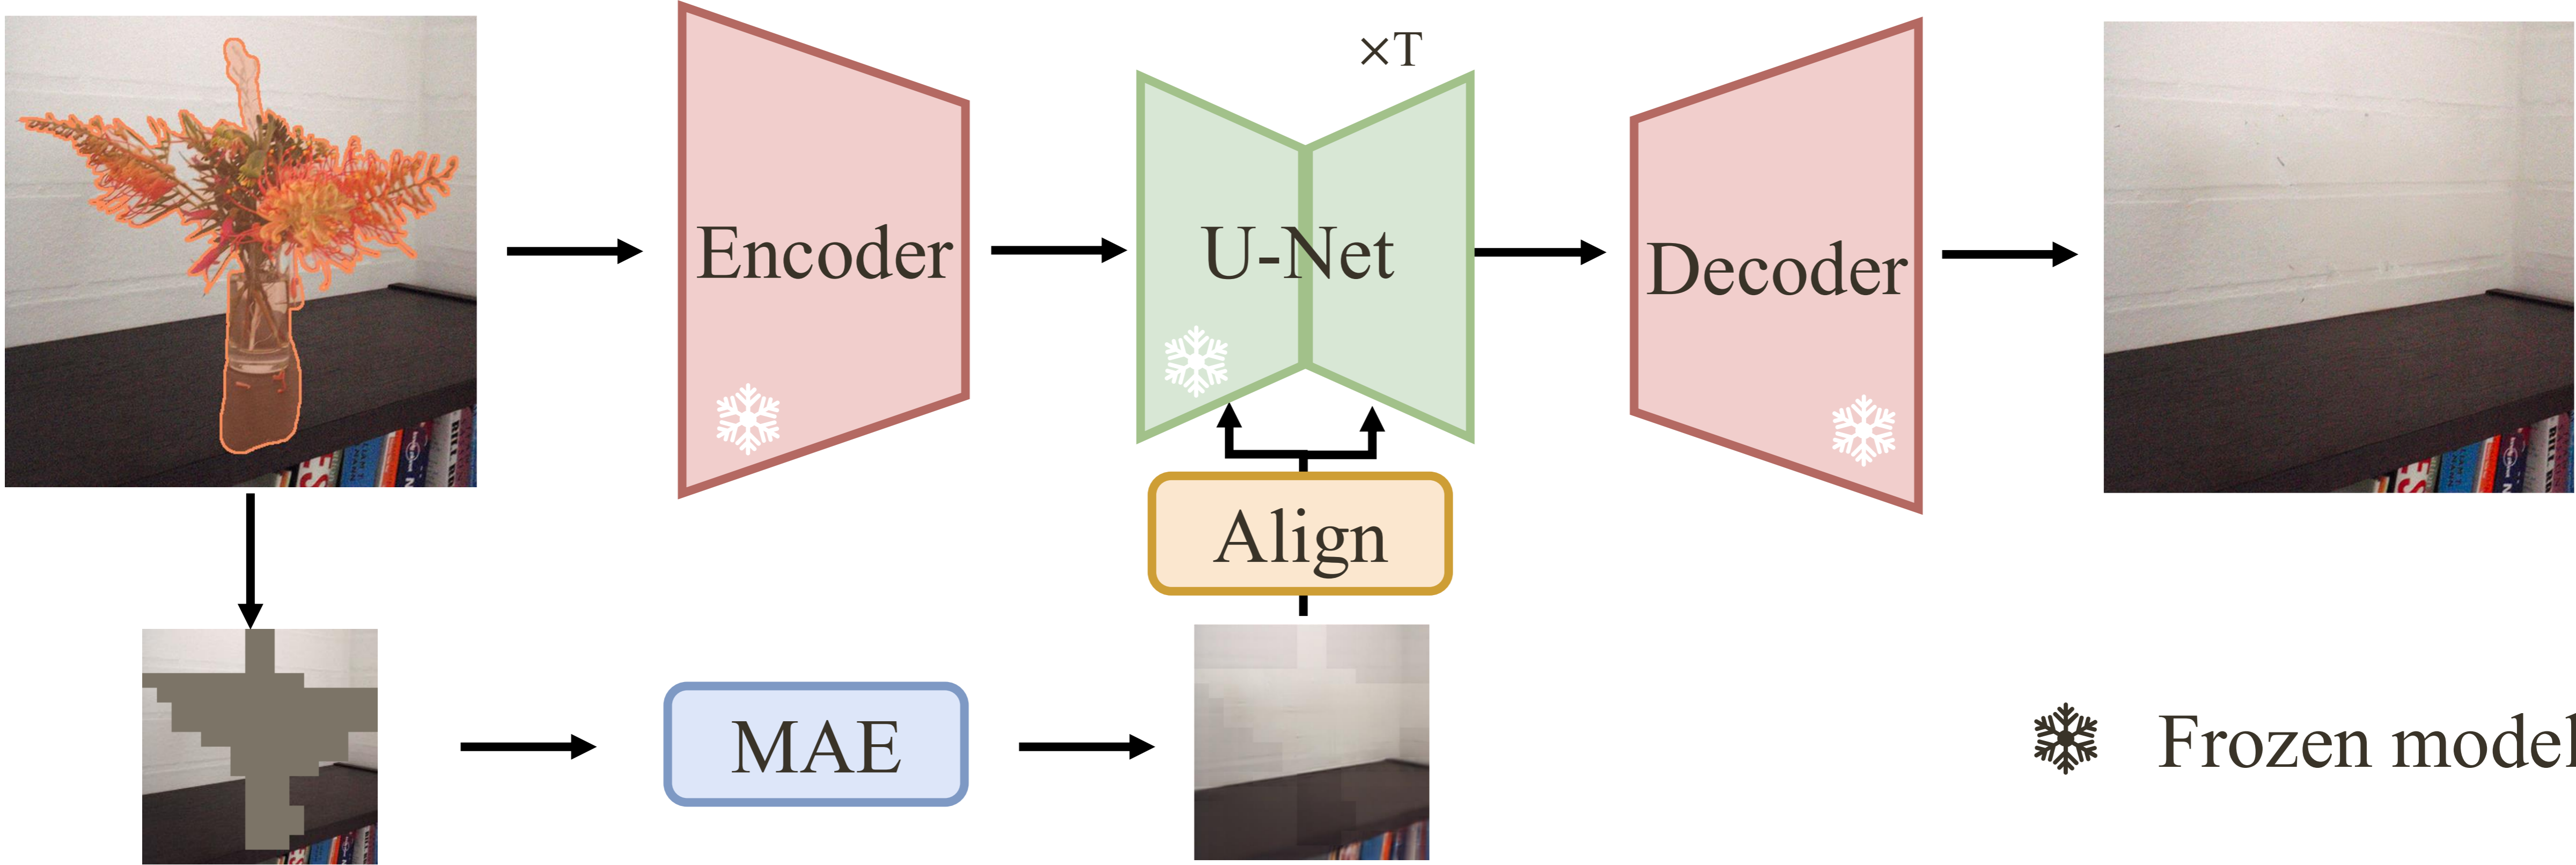 ×T
Encoder
U-Net
Decoder
Align
MAE
Frozen model